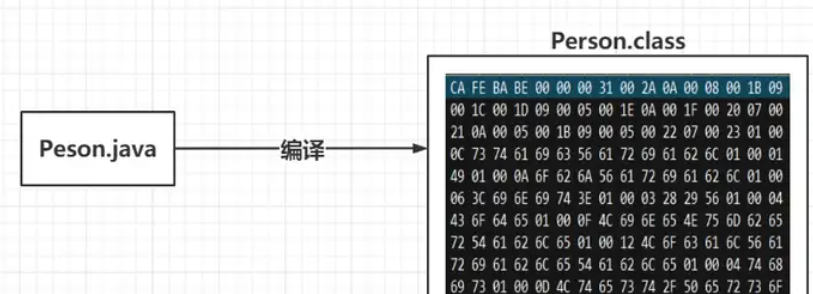 Person.class
Peson.java
编译
CA FE BA BE 00 00 00 31 00 2A 0A 00 08 00 1B 09
00 1C 00 1D 09 00 05 00 1E 0A 00 1F 00 20 07 00
21 0A 00 05 00 1B 09 00 05 00 22 07 00 23 01 00
0C 73 74 61 69 63 56 61 72 69 61 62 6C 01 00 01
49 01 00 0A 6F 62 6A 56 61 72 69 61 62 6C 01 00
06 3C 69 6E 69 74 3E 01 00 03 28 29 56 01 00 04
43 6F 64 65 01 00 0F 4C 69 6E 65 4E 75 6D 62 65
72 54 61 62 6C 65 01 00 12 4C 6F 63 61 6C 56 61
72 69 61 62 6C 65 54 61 62 6C 65 01 00 04 74 68
69 73 01 00 0D 4C 74 65 73 74 2F 50 65 72 73 6F